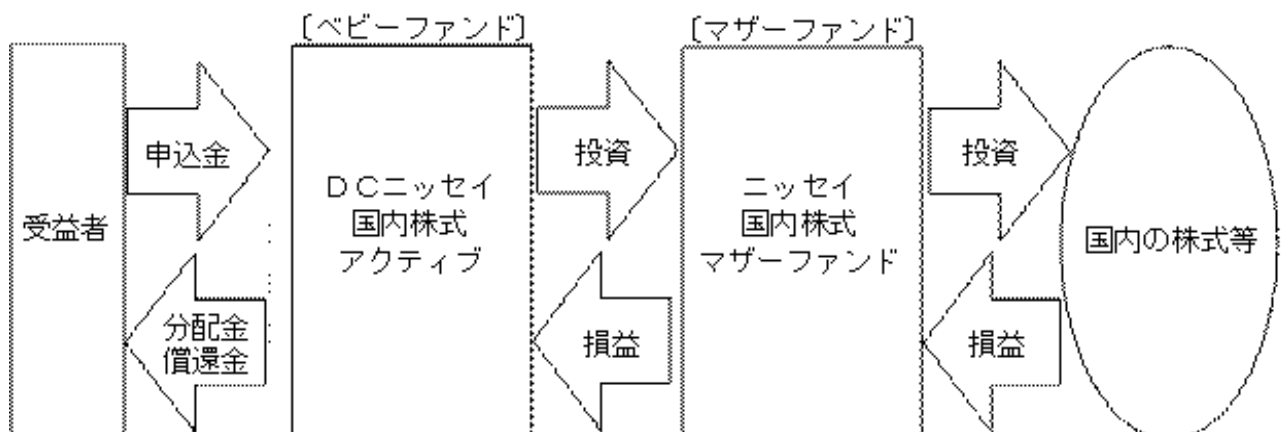 〔ベビーファンド〕
〔マザーファンド〕
受益者
申込金
分配金
償還金
ＤＣニッセイ
国内株式
アクティブ
投資
損益
ニッセイ
国内株式
マザーファンド
投資
損益
国内の株式等